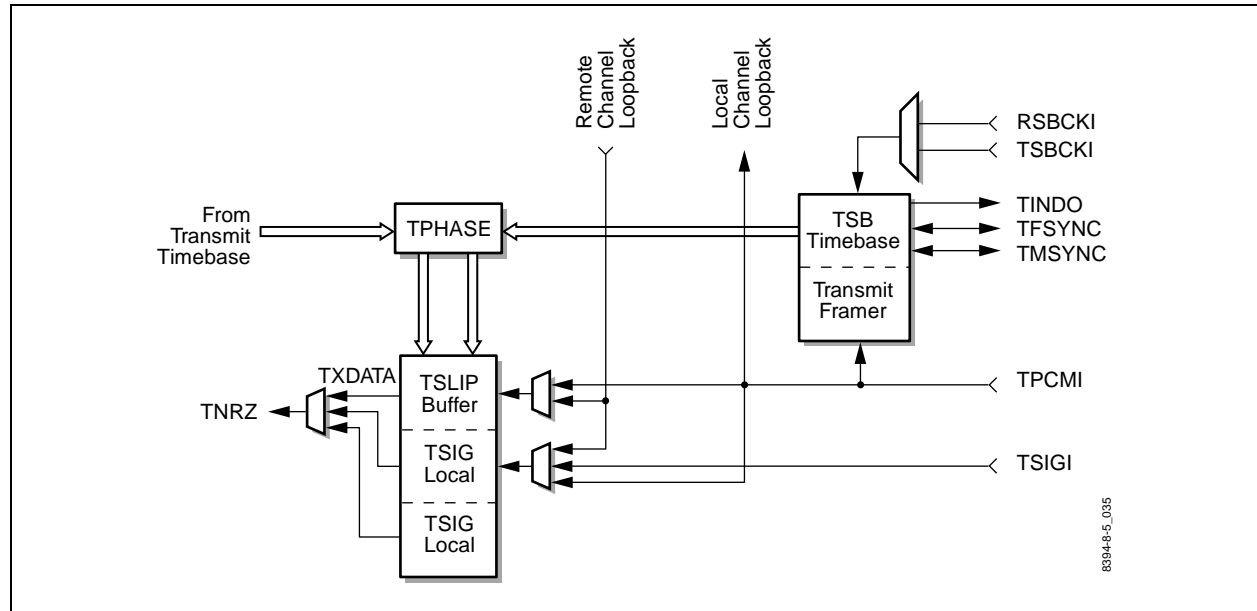 Remote
Channel
Loopback
Local
Channel
Loopback
RSBCKI
TSBCKI
From
Transmit
Timebase
TPHASE
TSB
Timebase
Transmit
Framer
TINDO
TFSYNC
TMSYNC
TXDATA
TNRZ
TSLIP
Buffer
TSIG
Local
TSIG
Local
TPCMI
TSIGI
8394-8-5_035